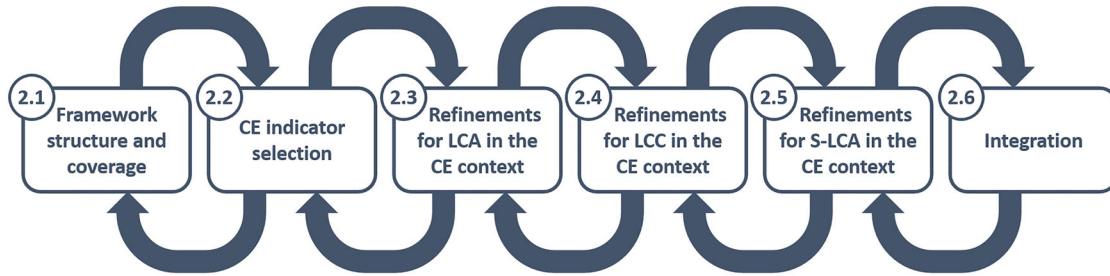 2.1
Framework
structure and
coverage
2.2
CE indicator
selection
2.3
Refinements
for LCA in the
CE context
2.4
Refinements
for LCC in the
CE context
2.5
Refinements
for S-LCA in the
CE context
2.6
Integration